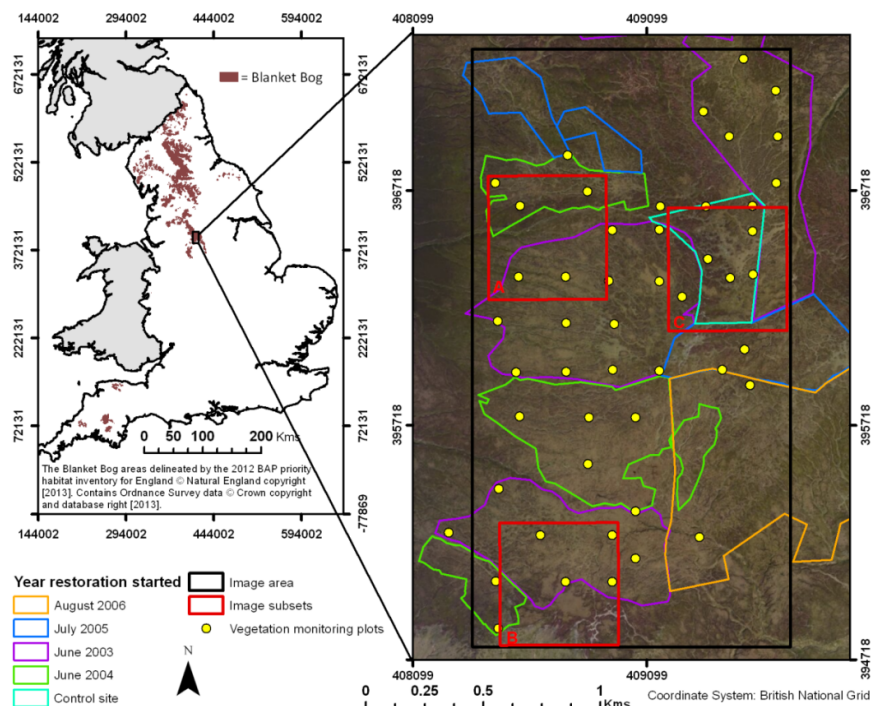 144002 294002 444002 594002
408099 409099
672131 672131
= Blanket Bog
522131 522131
396718 396718
372131 372131
A
C
222131 222131
72131 72131
395718 395718
0 50 100 200 Kms
The Blanket Bog areas delineated by the 2012 BAP priority
habitat inventory for England © Natural England copyright
[2013]. Contains Ordnance Survey data © Crown copyright
and database right [2013].
-77869 -77869
144002 294002 444002 594002
Year restoration started
August 2006
July 2005
June 2003
June 2004
Control site
Image area
Image subsets
Vegetation monitoring plots
N
B
394718 394718
408099 409099
0 0.25 0.5 1
Kms
Coordinate System: British National Grid